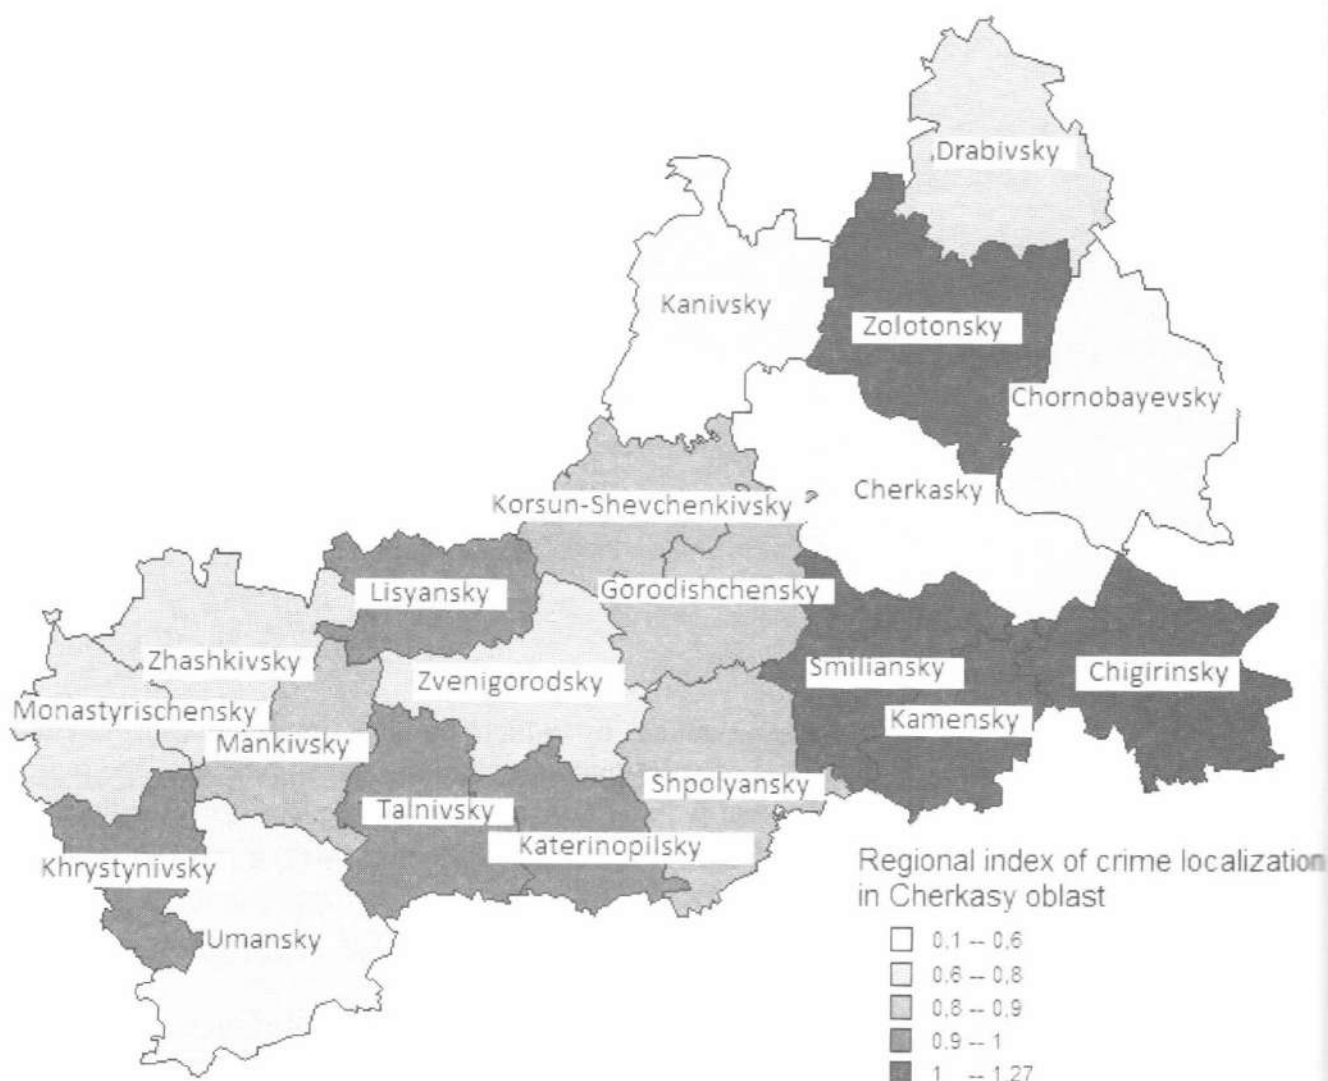 Drabivsky
Kanivsky
Zolotonsky
Chornobayevsky
Cherkasky
Korsun-Shevchenkivsky
Lisyansky
Gorodishchensky
Zhashkivsky
Zvenigorodsky
Smiliansky
Chigirinsky
Monastyrischensky
Mankivsky
Kamensky
Talnivsky
Shpolyansky
Katerinopilsky
Khrystynivsky
Umansky
Regional index of crime localization
in Cherkasy oblast
0,1 -- 0,6
0,6 -- 0,8
0,8 -- 0,9
0,9 -- 1
1 -- 1,27